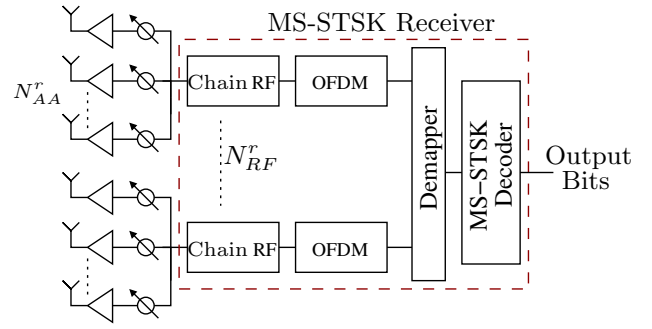 MS-STSK Receiver
N^r_{AA}
Chain RF
OFDM
N^r_{RF}
Chain RF
OFDM
Demapper
MS-STSK
Decoder
Output
Bits